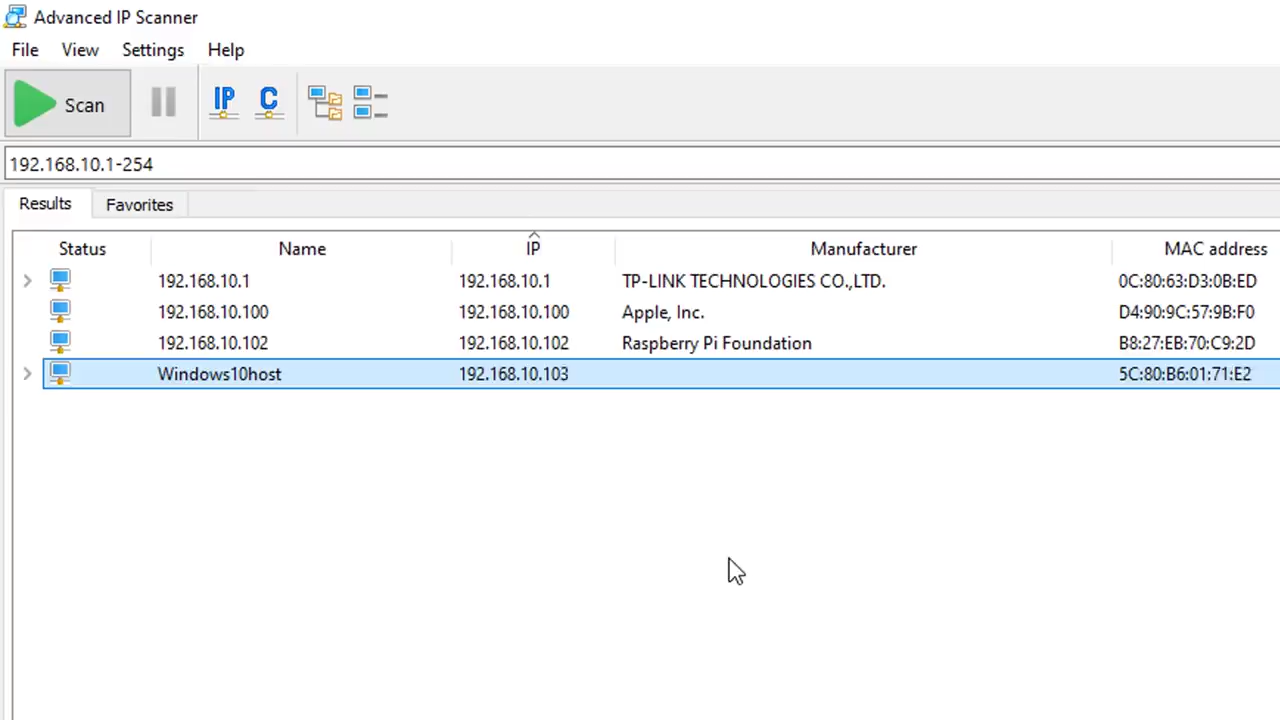 Advanced IP Scanner
File View Settings Help
Scan IP C
192.168.10.1-254
Results Favorites
Status Name IP Manufacturer MAC address
192.168.10.1 192.168.10.1 TP-LINK TECHNOLOGIES CO.,LTD. 0C:80:63:D3:0B:ED
192.168.10.100 192.168.10.100 Apple, Inc. D4:90:9C:57:9B:F0
192.168.10.102 192.168.10.102 Raspberry Pi Foundation B8:27:EB:70:C9:2D
Windows10host 192.168.10.103 5C:80:B6:01:71:E2